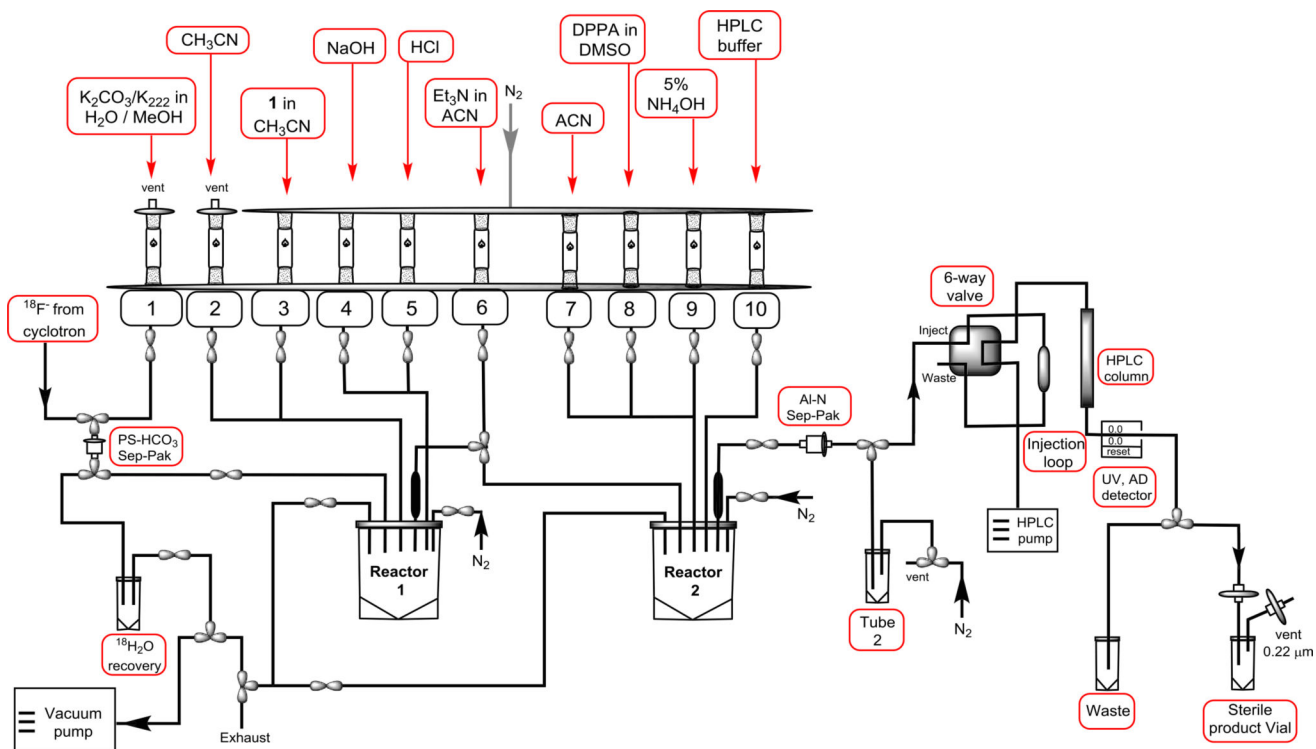 CH₃CN
K₂CO₃/K₂₂₂ in
H₂O / MeOH
1 in
CH₃CN
NaOH
HCl
Et₃N in
ACN
N₂
ACN
DPPA in
DMSO
5%
NH₄OH
HPLC
buffer
vent
vent
¹⁸F⁻ from
cyclotron
1
2
3
4
5
6
7
8
9
10
6-way
valve
Inject
Waste
HPLC
column
PS-HCO₃
Sep-Pak
Al-N
Sep-Pak
Injection
loop
0.0
0.0
reset
UV, AD
detector
HPLC
pump
N₂
N₂
Reactor
1
Reactor
2
vent
N₂
Tube
2
¹⁸H₂O
recovery
Vacuum
pump
Exhaust
Waste
vent
0.22 μm
Sterile
product Vial